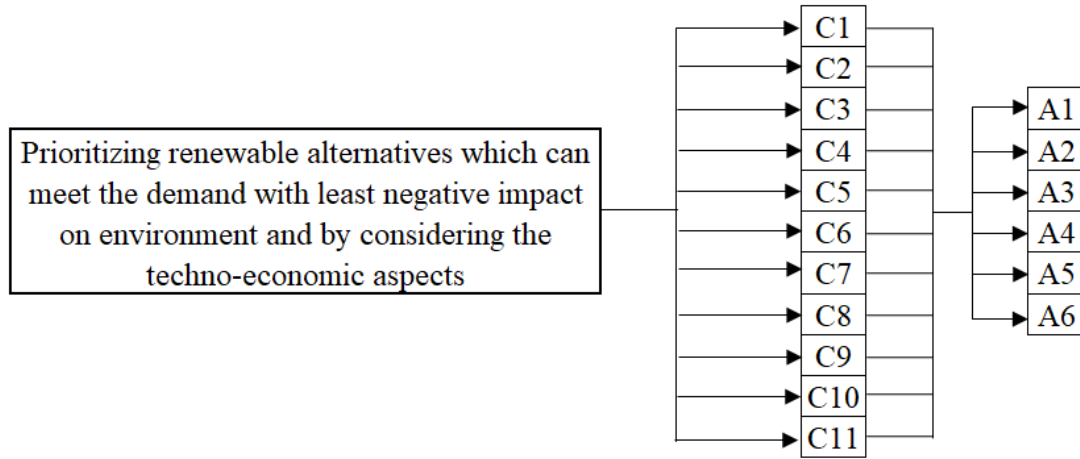 Prioritizing renewable alternatives which can
meet the demand with least negative impact
on environment and by considering the
techno-economic aspects
C1
C2
C3
C4
C5
C6
C7
C8
C9
C10
C11
A1
A2
A3
A4
A5
A6